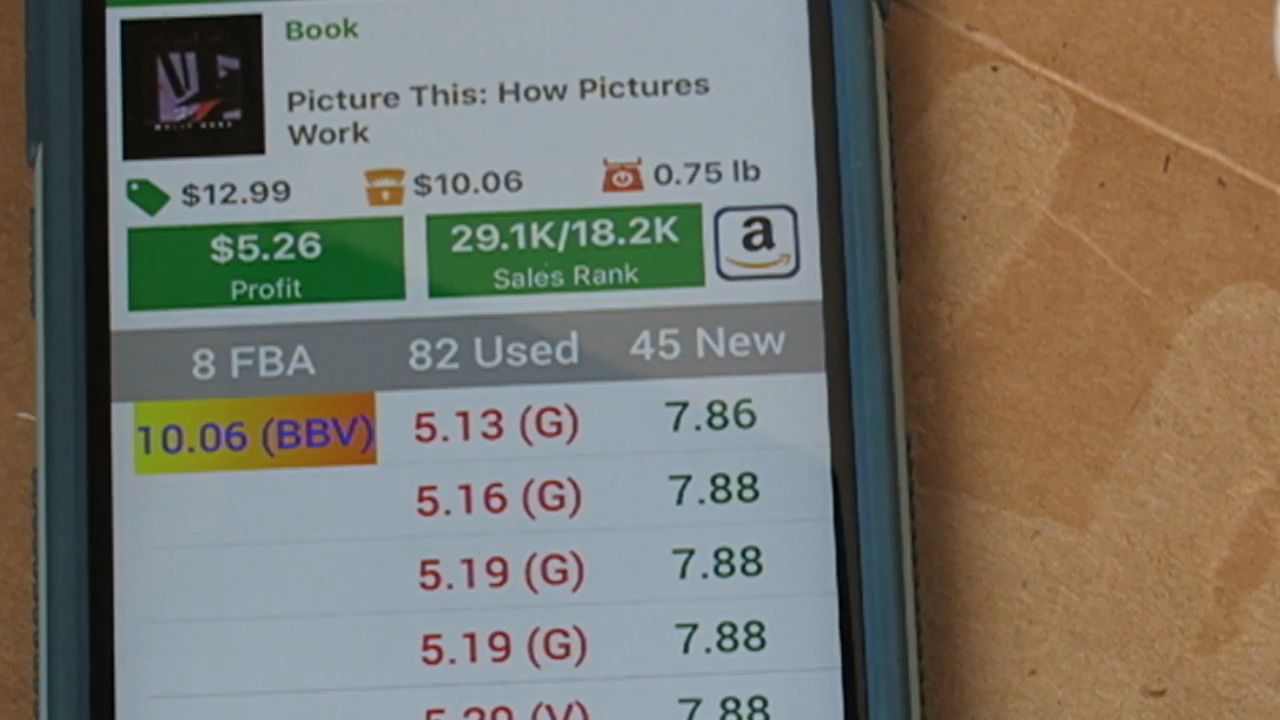 Book
Picture This: How Pictures
Work
$12.99 $10.06 0.75 lb
$5.26 29.1K/18.2K a
Profit Sales Rank
8 FBA 82 Used 45 New
10.06 (BBV) 5.13 (G) 7.86
5.16 (G) 7.88
5.19 (G) 7.88
5.19 (G) 7.88
5.29 (V) 7.88